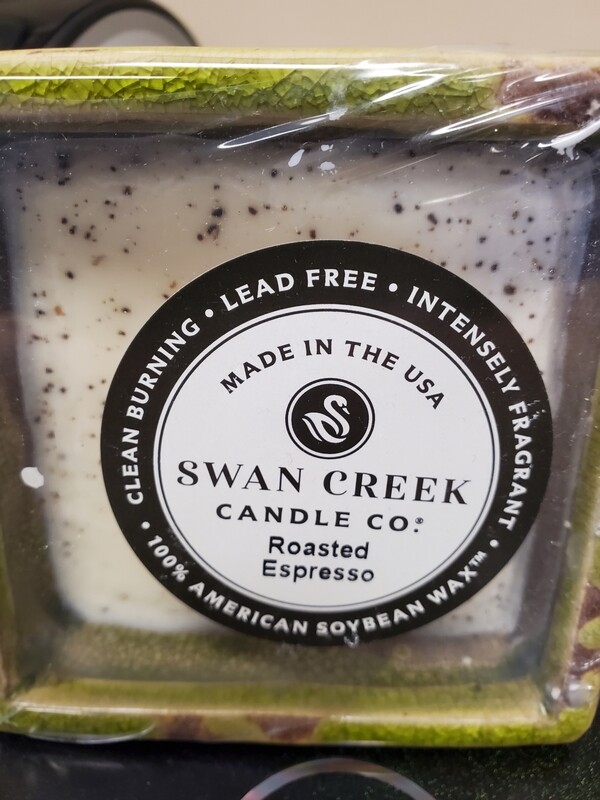 CLEAN BURNING • LEAD FREE • INTENSELY FRAGRANT •
MADE IN THE USA
SWAN CREEK
CANDLE CO.®
Roasted
Espresso
• 100% AMERICAN SOYBEAN WAX™